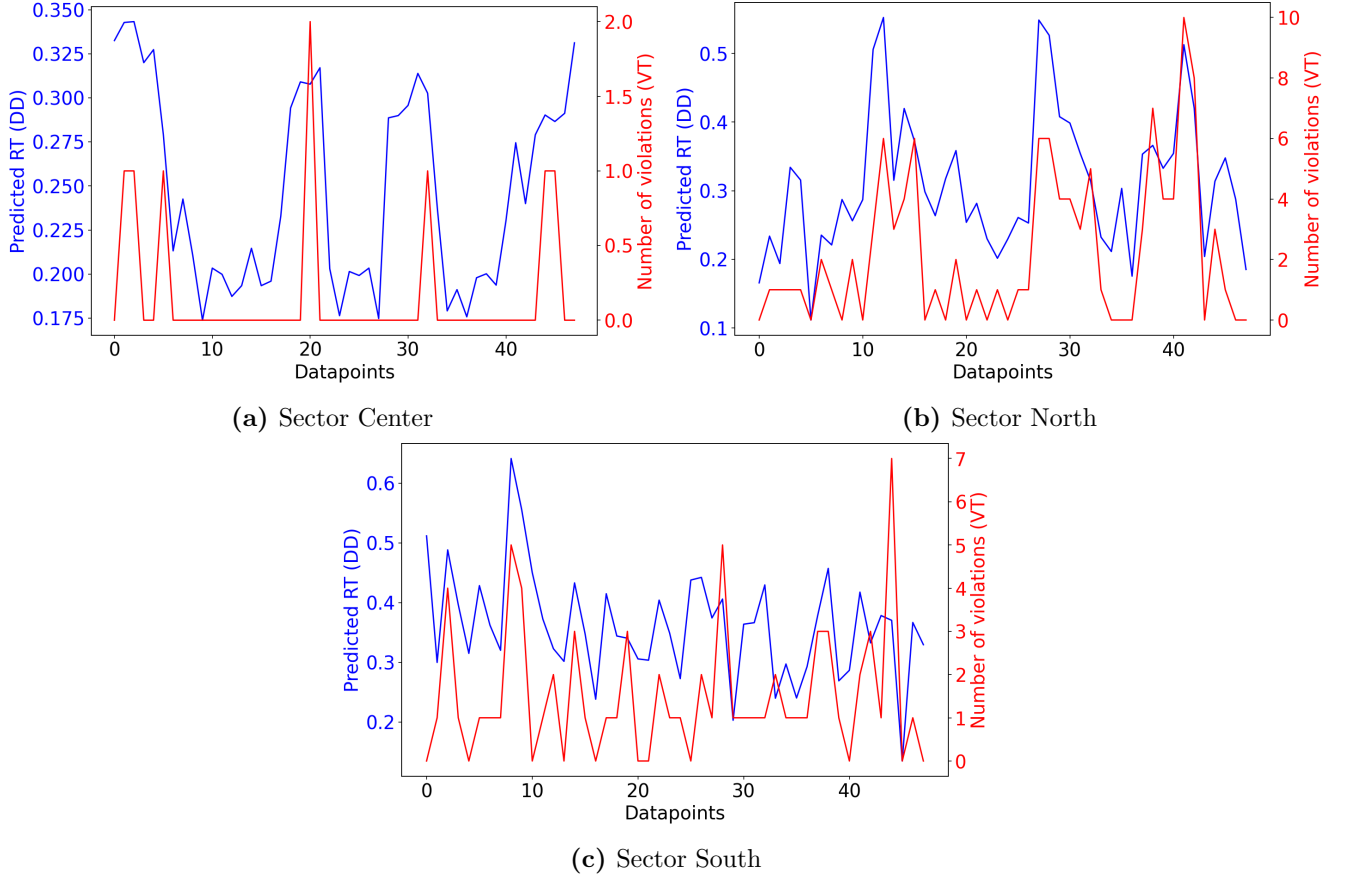 0.350
0.325
0.300
0.275
0.250
0.225
0.200
0.175
Predicted RT (DD)
2.0
1.5
1.0
0.5
0.0
Number of violations (VT)
0 10 20 30 40
Datapoints
(a) Sector Center
0.5
0.4
0.3
0.2
0.1
Predicted RT (DD)
10
8
6
4
2
0
Number of violations (VT)
0 10 20 30 40
Datapoints
(b) Sector North
0.6
0.5
0.4
0.3
0.2
Predicted RT (DD)
7
6
5
4
3
2
1
0
Number of violations (VT)
0 10 20 30 40
Datapoints
(c) Sector South